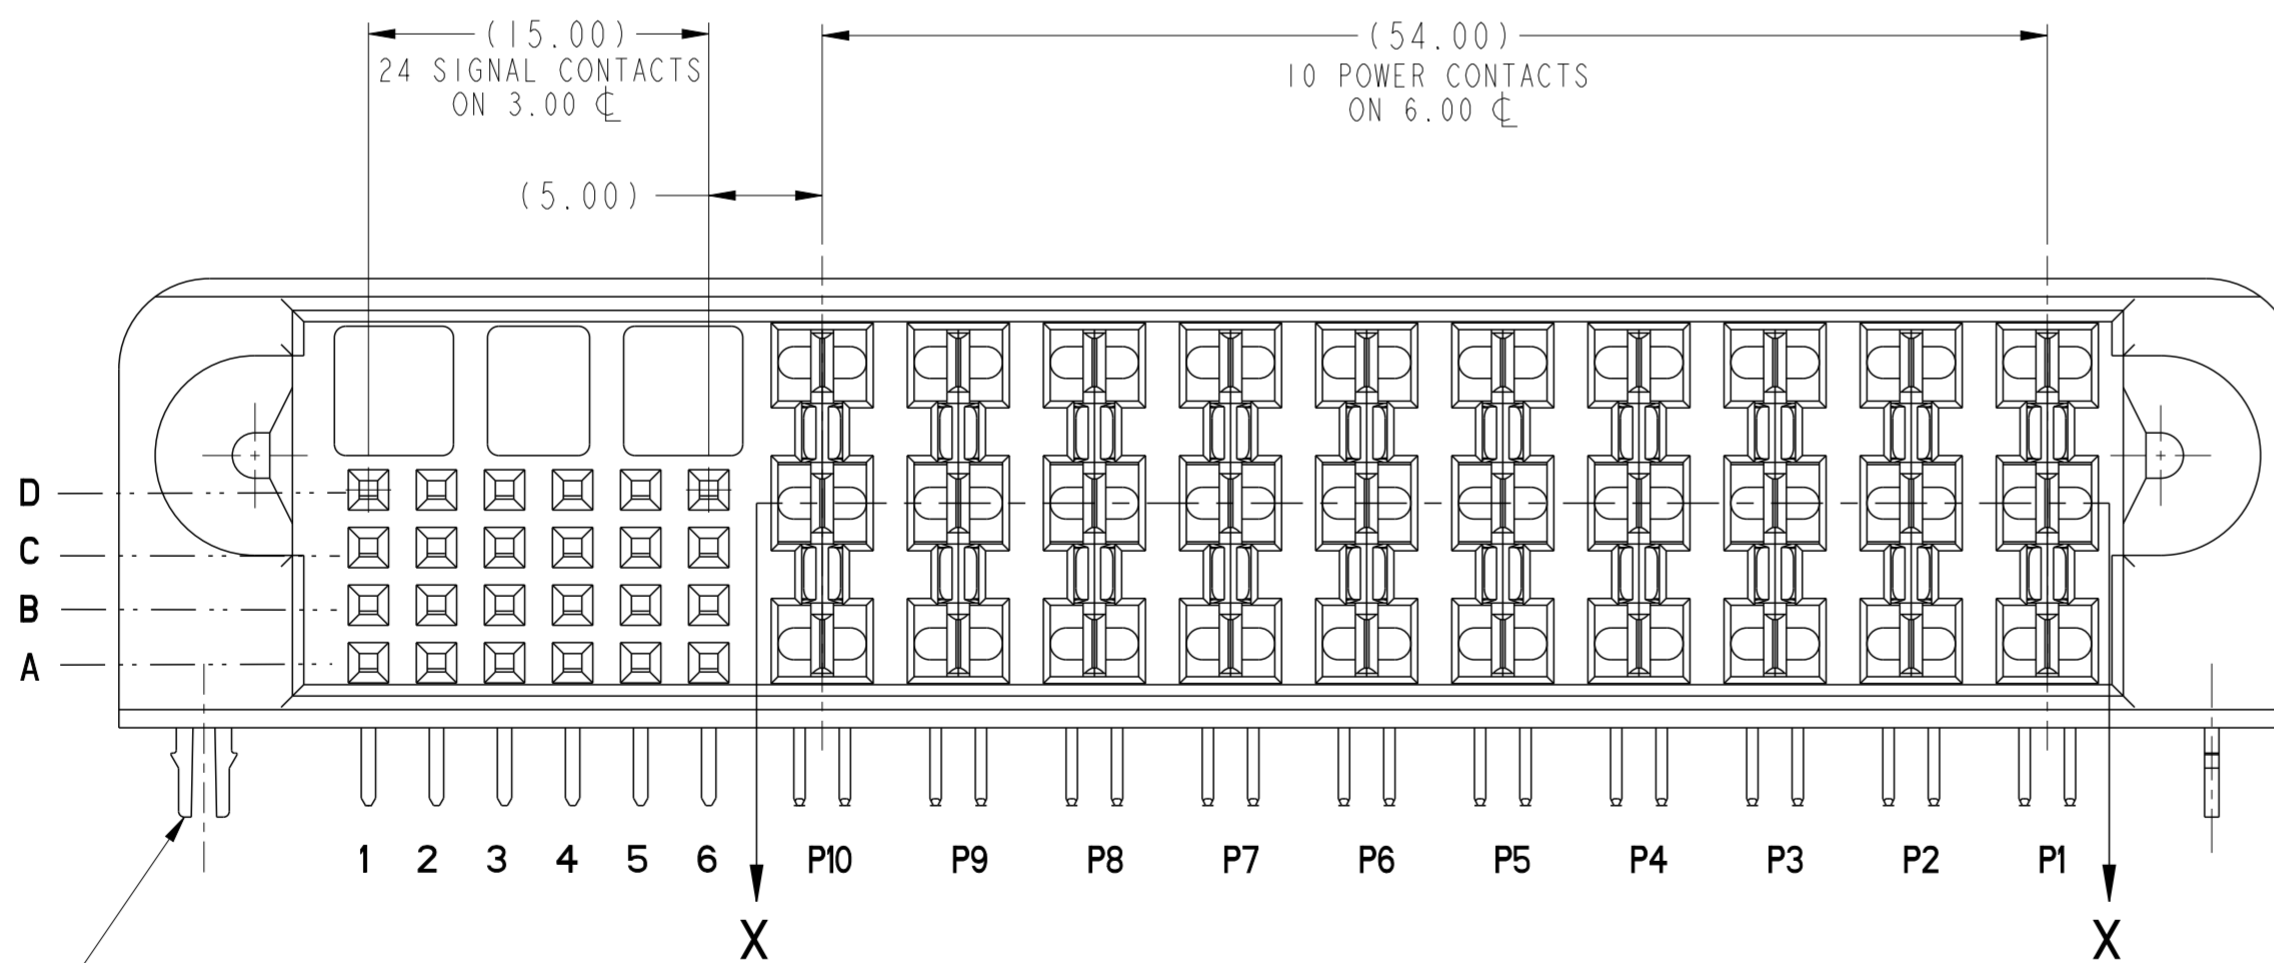 (15.00)
24 SIGNAL CONTACTS
ON 3.00 ℄
(54.00)
10 POWER CONTACTS
ON 6.00 ℄
(5.00)
D
C
B
A
1 2 3 4 5 6 P10 P9 P8 P7 P6 P5 P4 P3 P2 P1
X X